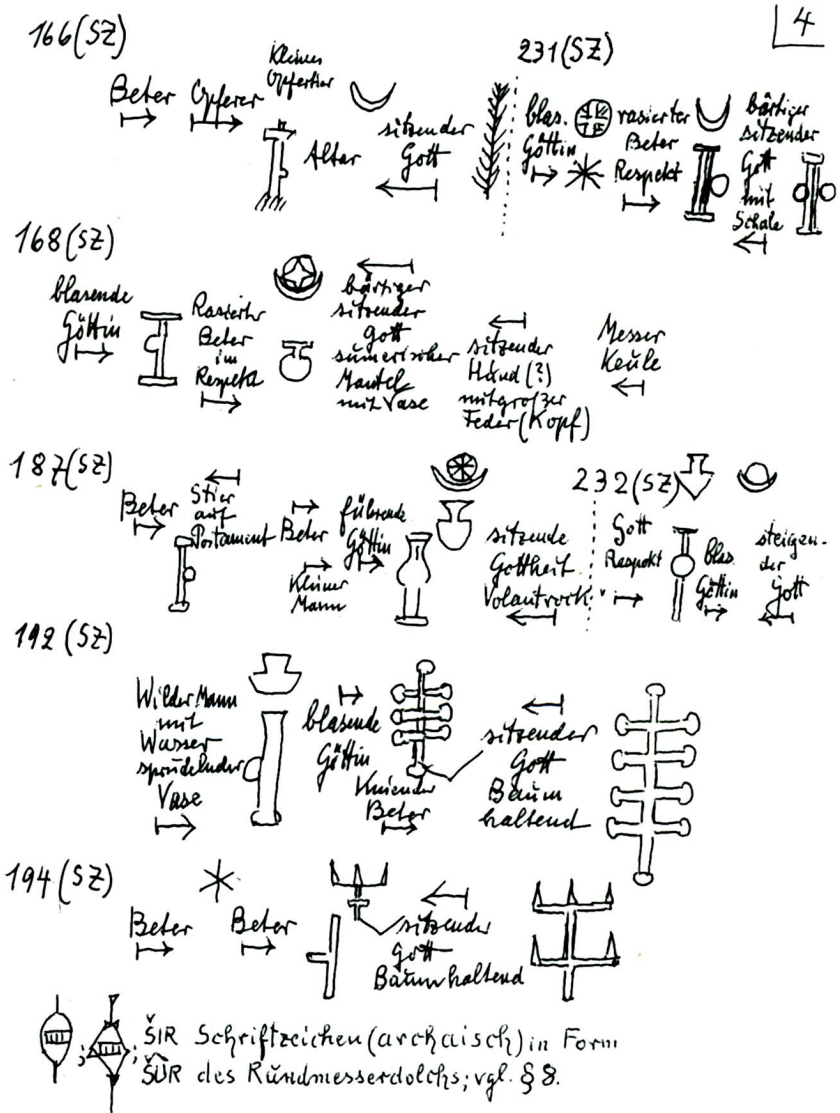 4
166 (SZ)
Beter
Opferer
Kleines
Opfertier
Altar
sitzender
Gott
231 (SZ)
blas.
Göttin
rasierter
Beter
Respekt
bärtiger
sitzender
Gott
mit
Schale
168 (SZ)
blasende
Göttin
Rasierter
Beter
im
Respekt
bärtiger
sitzender
Gott
sumerischer
Mantel
mit Vase
sitzender
Hund (?)
mit großer
Feder (Kopf)
Messer
Keule
187 (SZ)
Beter
Stier
auf
Postament
Beter
Kleiner
Mann
führende
Göttin
sitzende
Gottheit
Volantrock
232 (SZ)
Gott
Respekt
blas.
Göttin
steigen-
der
Gott
192 (SZ)
Wilder Mann
mit
Wasser
sprudelnder
Vase
blasende
Göttin
Kniender
Beter
sitzender
Gott
Baum
haltend
194 (SZ)
Beter
Beter
sitzender
Gott
Baum haltend
ŠIR Schriftzeichen (archaisch) in Form
ŠUR des Rundmesserdolchs; vgl. § 8.